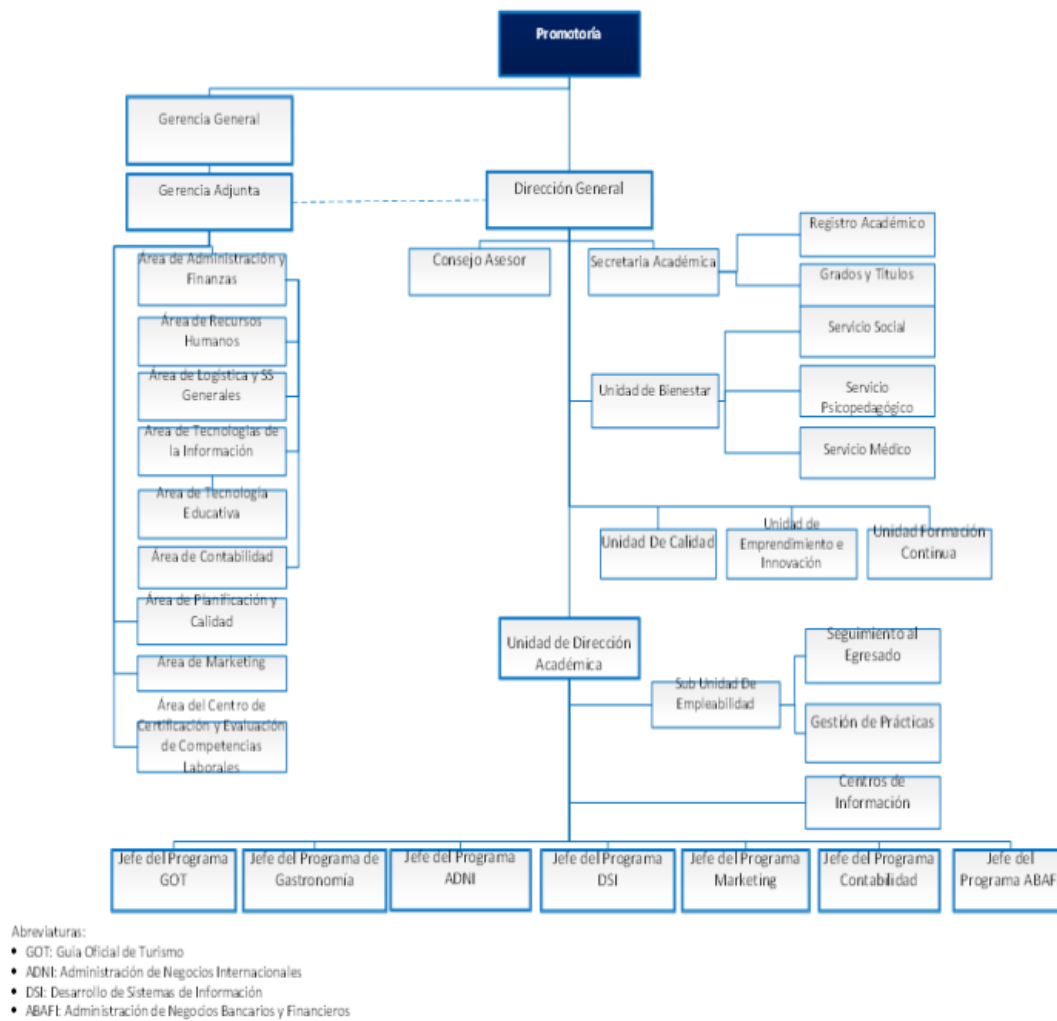 Promotoría
Gerencia General
Gerencia Adjunta
Dirección General
Consejo Asesor
Secretaria Académica
Registro Académico
Grados y Títulos
Área de Administración y
Finanzas
Área de Recursos
Humanos
Área de Logística y SS
Generales
Área de Tecnologías de
la Información
Área de Tecnología
Educativa
Área de Contabilidad
Área de Planificación y
Calidad
Área de Marketing
Área del Centro de
Certificación y Evaluación
de Competencias
Laborales
Unidad de Bienestar
Servicio Social
Servicio
Psicopedagógico
Servicio Médico
Unidad De Calidad
Unidad de
Emprendimiento e
Innovación
Unidad Formación
Continua
Unidad de Dirección
Académica
Sub Unidad De
Empleabilidad
Seguimiento al
Egresado
Gestión de Prácticas
Centros de
Información
Jefe del Programa
GOT
Jefe del Programa de
Gastronomía
Jefe del Programa
ADNI
Jefe del Programa
DSI
Jefe del Programa
Marketing
Jefe del Programa
Contabilidad
Jefe del
Programa ABAFI
Abreviaturas:
• GOT: Guía Oficial de Turismo
• ADNI: Administración de Negocios Internacionales
• DSI: Desarrollo de Sistemas de Información
• ABAFI: Administración de Negocios Bancarios y Financieros